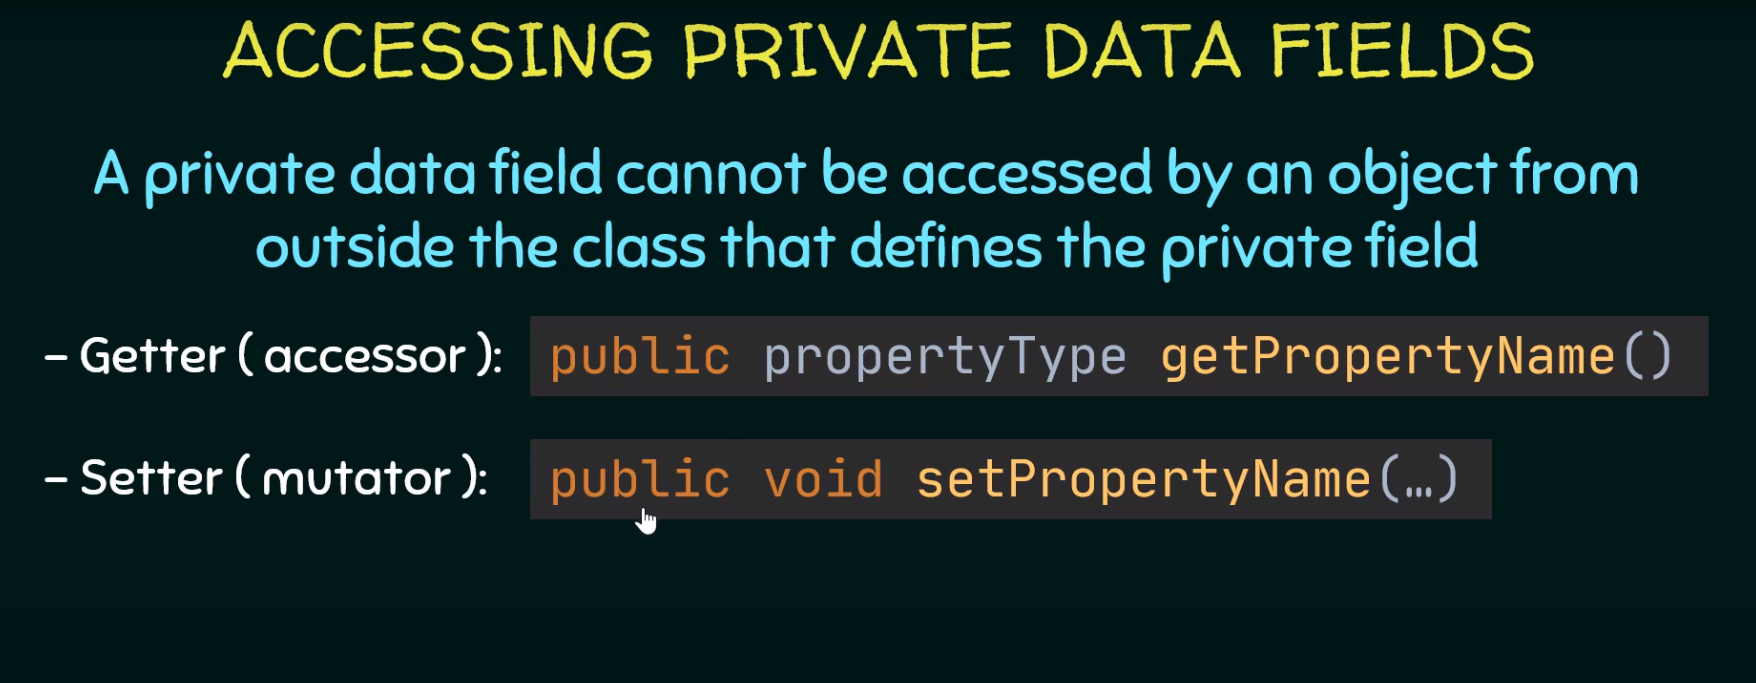 ACCESSING PRIVATE DATA FIELDS
A private data field cannot be accessed by an object from
outside the class that defines the private field
- Getter ( accessor ): public propertyType getPropertyName()
- Setter ( mutator ): public void setPropertyName(…)